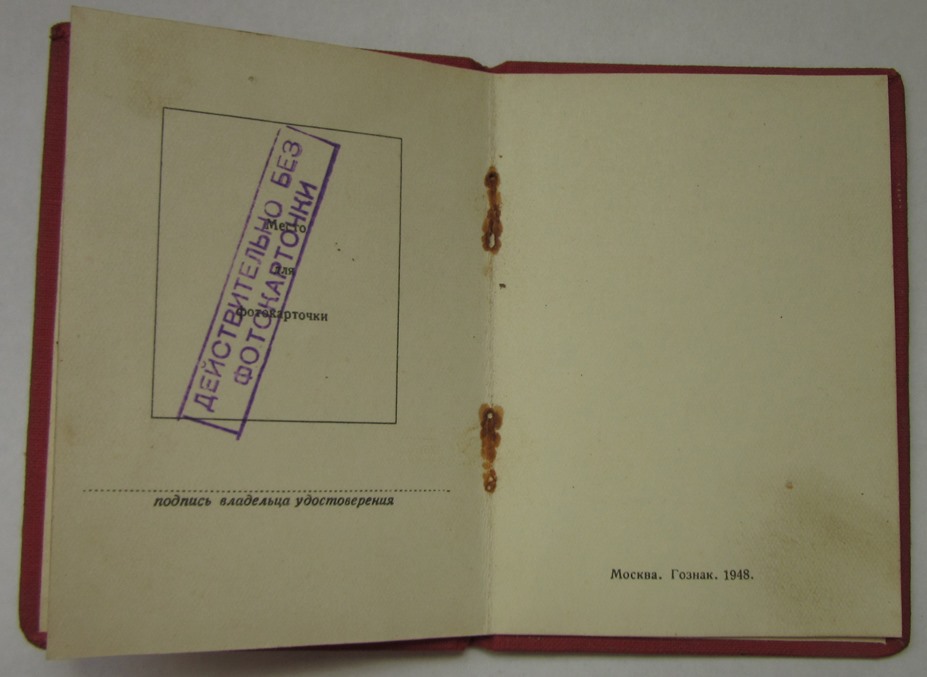 Место
для
фотокарточки
ДЕЙСТВИТЕЛЬНО БЕЗ
ФОТОКАРТОЧКИ
подпись владельца удостоверения
Москва. Гознак. 1948.